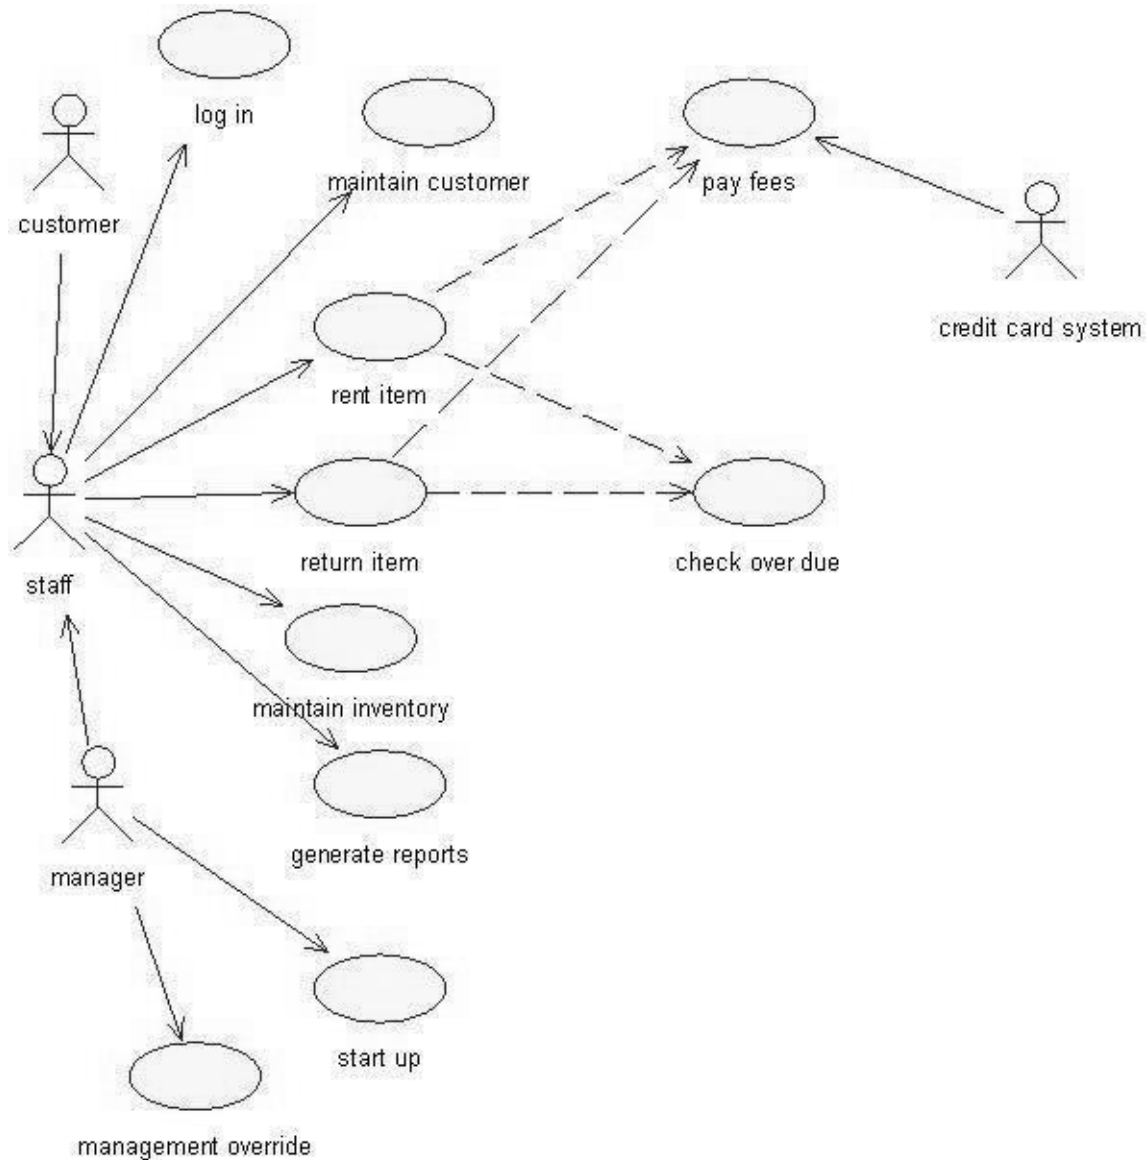 log in
maintain customer
pay fees
customer
credit card system
rent item
return item
check over due
staff
maintain inventory
generate reports
manager
start up
management override